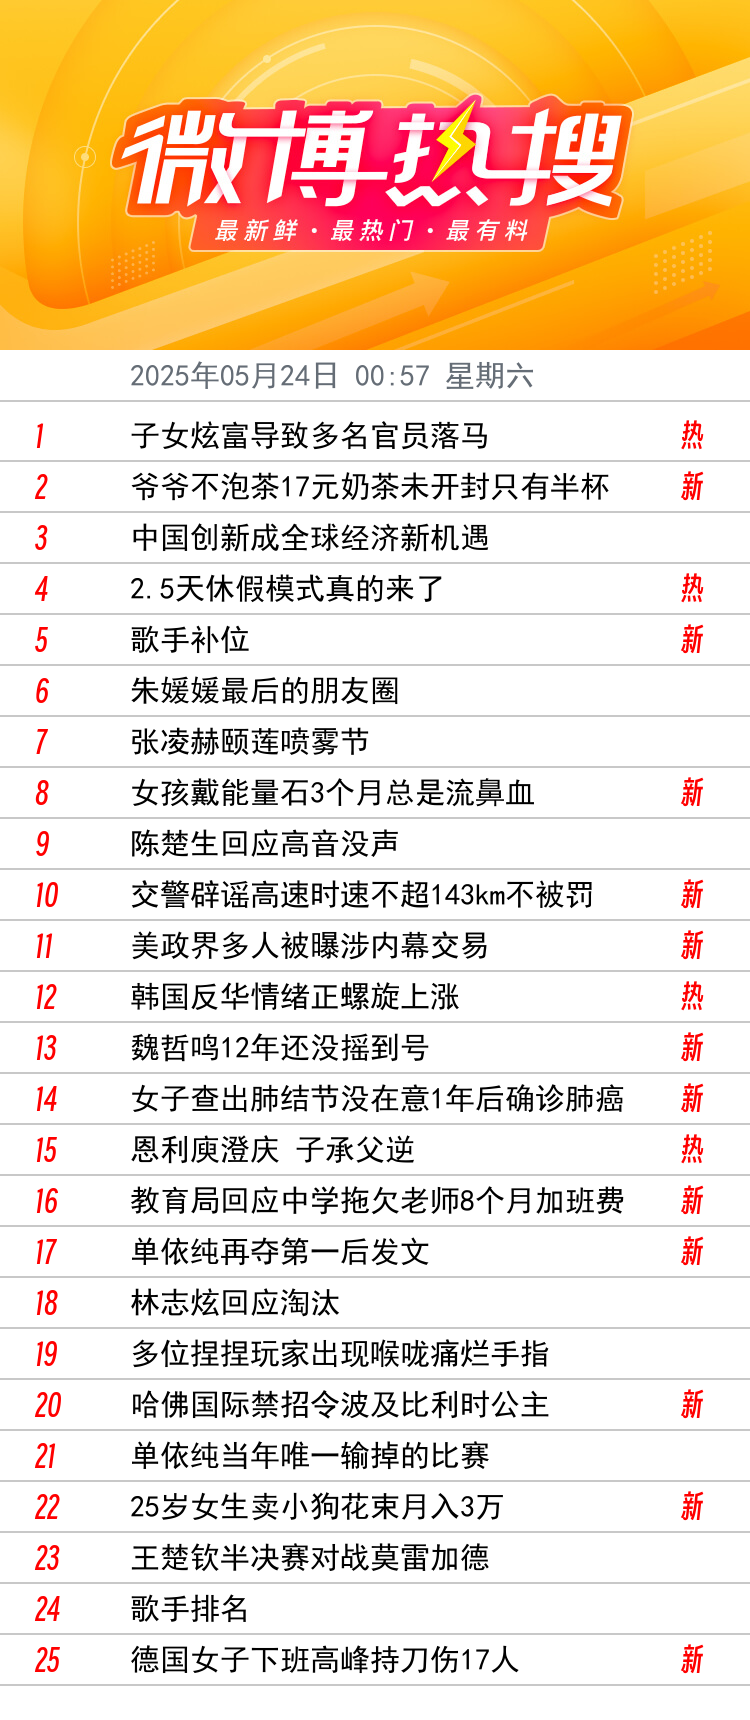 微博热搜
最新鲜·最热门·最有料
2025年05月24日 00:57 星期六
1 子女炫富导致多名官员落马 热
2 爷爷不泡茶17元奶茶未开封只有半杯 新
3 中国创新成全球经济新机遇
4 2.5天休假模式真的来了 热
5 歌手补位 新
6 朱媛媛最后的朋友圈
7 张凌赫颐莲喷雾节
8 女孩戴能量石3个月总是流鼻血 新
9 陈楚生回应高音没声
10 交警辟谣高速时速不超143km不被罚 新
11 美政界多人被曝涉内幕交易 新
12 韩国反华情绪正螺旋上涨 热
13 魏哲鸣12年还没摇到号 新
14 女子查出肺结节没在意1年后确诊肺癌 新
15 恩利庾澄庆 子承父逆 热
16 教育局回应中学拖欠老师8个月加班费 新
17 单依纯再夺第一后发文 新
18 林志炫回应淘汰
19 多位捏捏玩家出现喉咙痛烂手指
20 哈佛国际禁招令波及比利时公主 新
21 单依纯当年唯一输掉的比赛
22 25岁女生卖小狗花束月入3万 新
23 王楚钦半决赛对战莫雷加德
24 歌手排名
25 德国女子下班高峰持刀伤17人 新